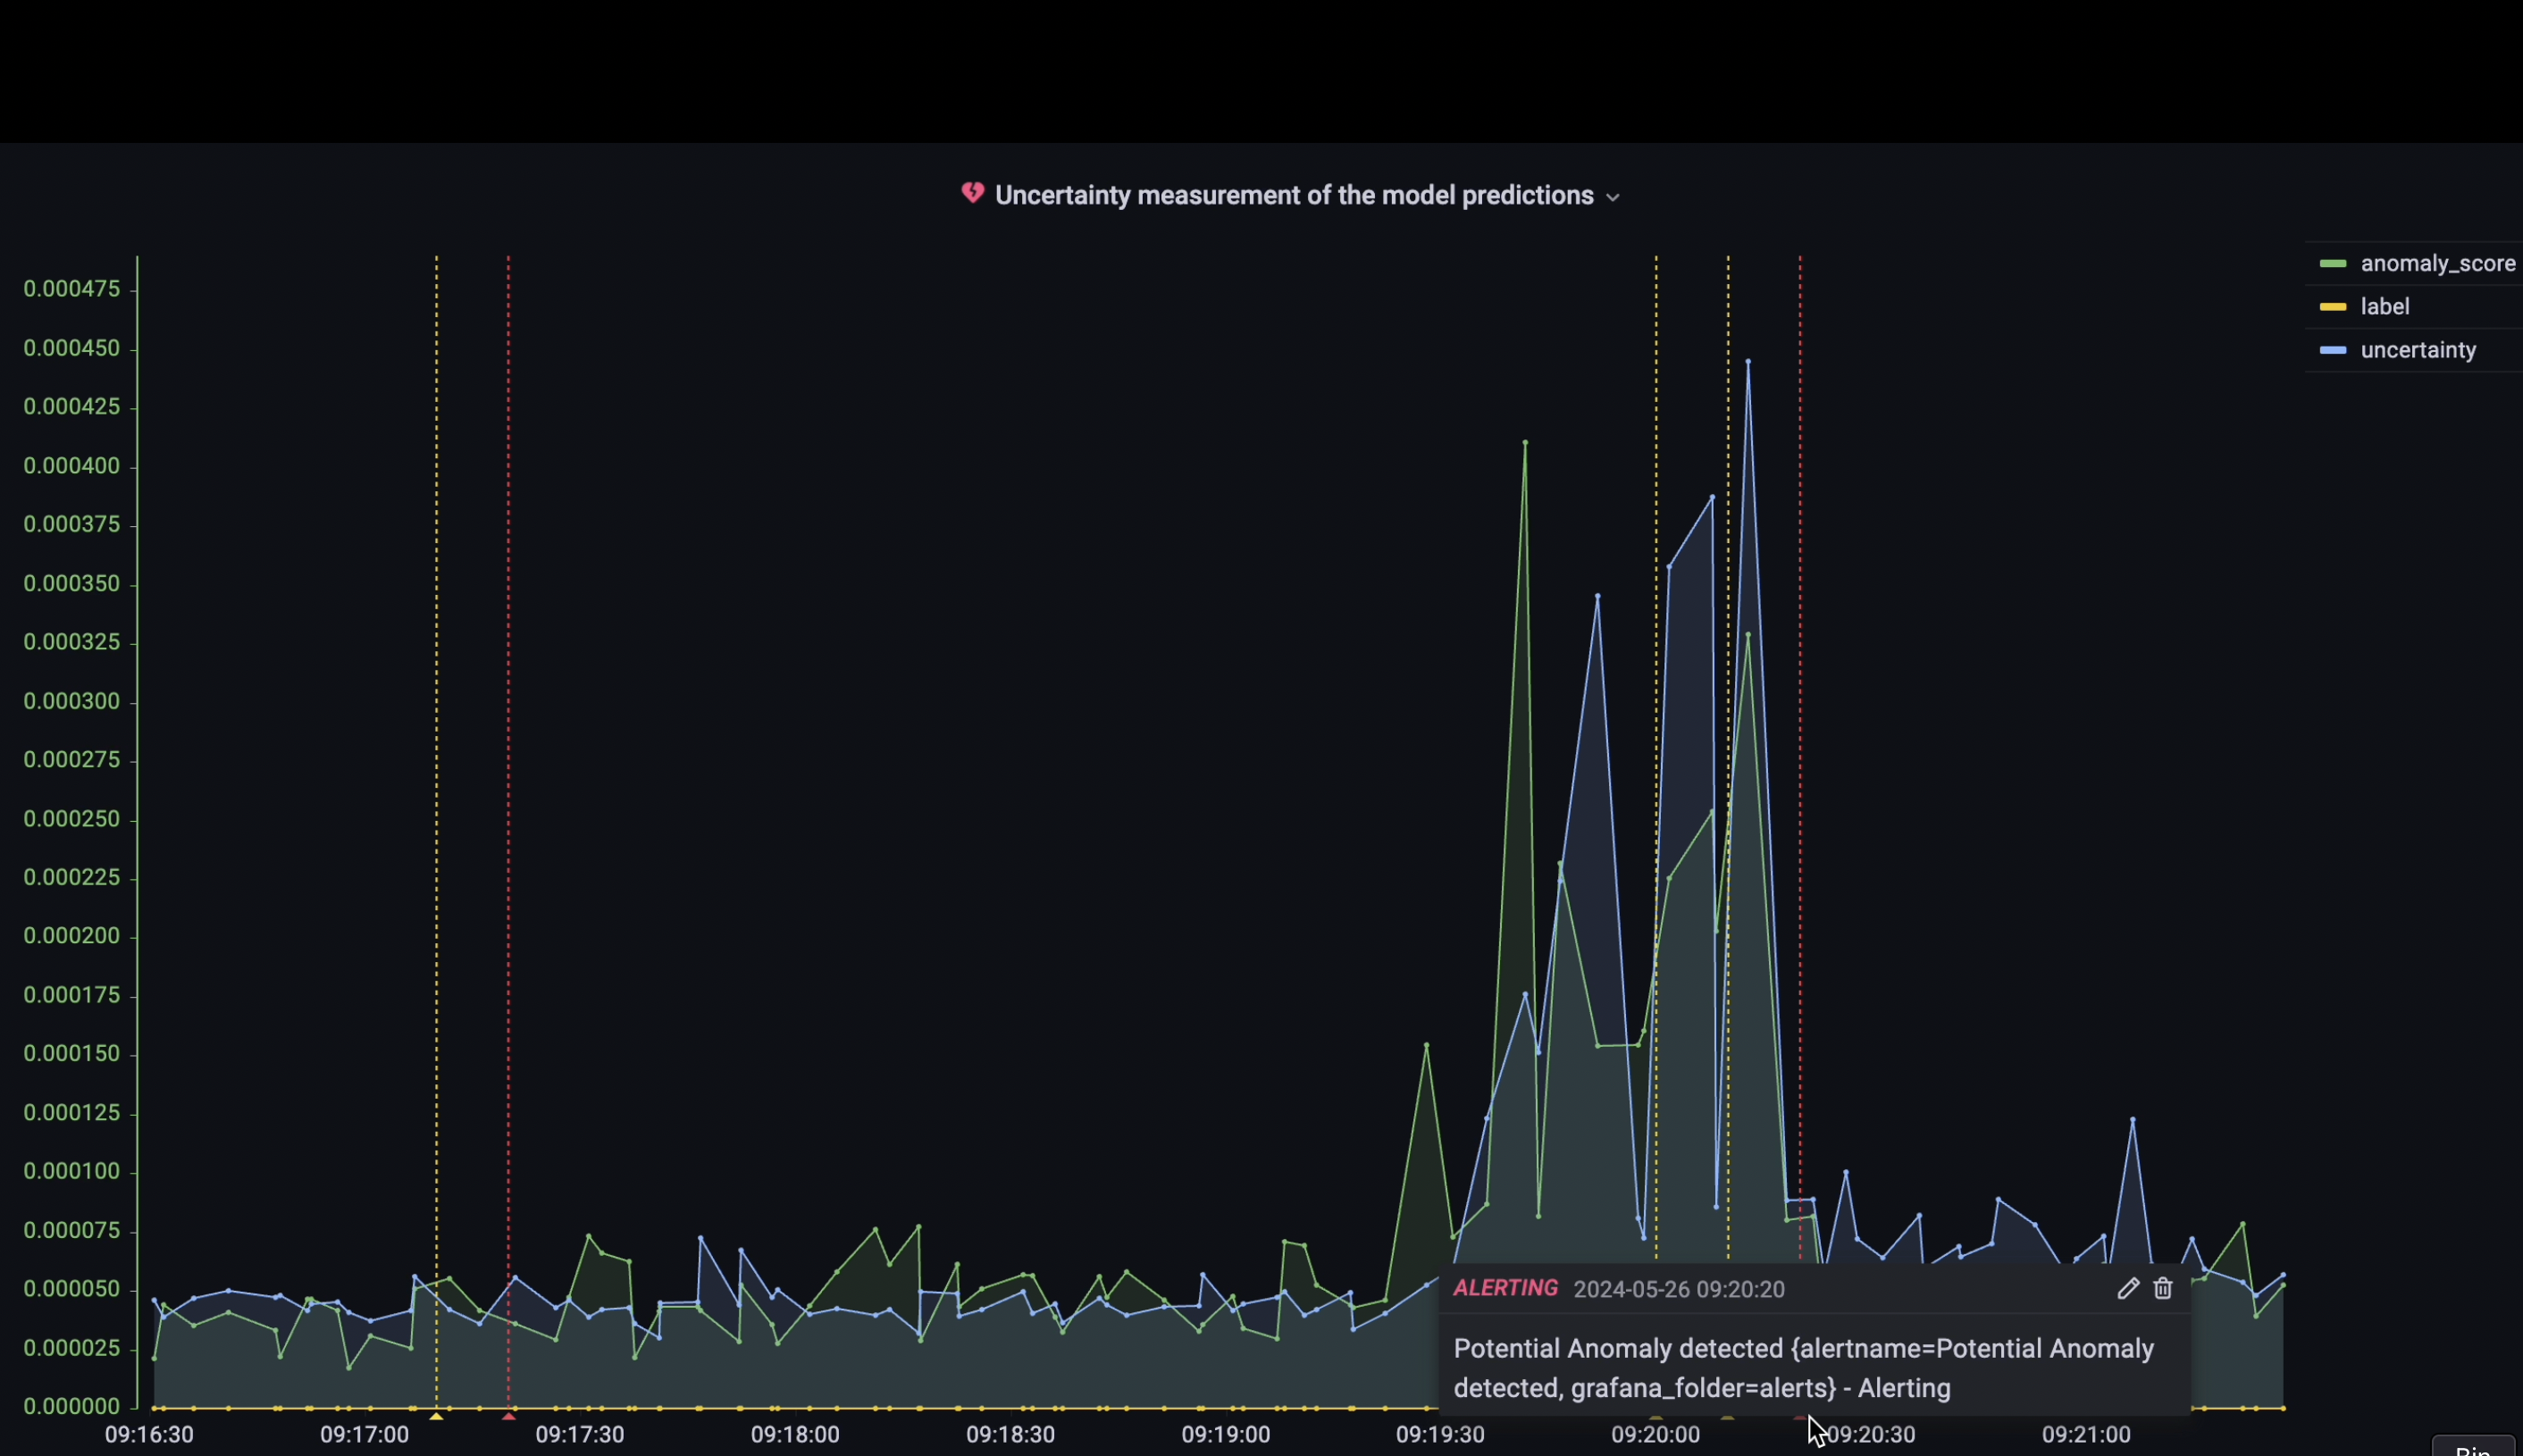 Uncertainty measurement of the model predictions
anomaly_score
label
uncertainty
0.000475
0.000450
0.000425
0.000400
0.000375
0.000350
0.000325
0.000300
0.000275
0.000250
0.000225
0.000200
0.000175
0.000150
0.000125
0.000100
0.000075
0.000050
0.000025
0.000000
ALERTING 2024-05-26 09:20:20
Potential Anomaly detected {alertname=Potential Anomaly
detected, grafana_folder=alerts} - Alerting
09:16:30 09:17:00 09:17:30 09:18:00 09:18:30 09:19:00 09:19:30 09:20:00 09:20:30 09:21:00